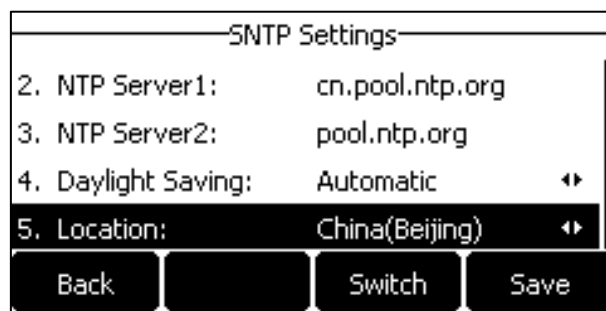 SNTP Settings
2. NTP Server1: cn.pool.ntp.org
3. NTP Server2: pool.ntp.org
4. Daylight Saving: Automatic
5. Location: China(Beijing)
Back Switch Save